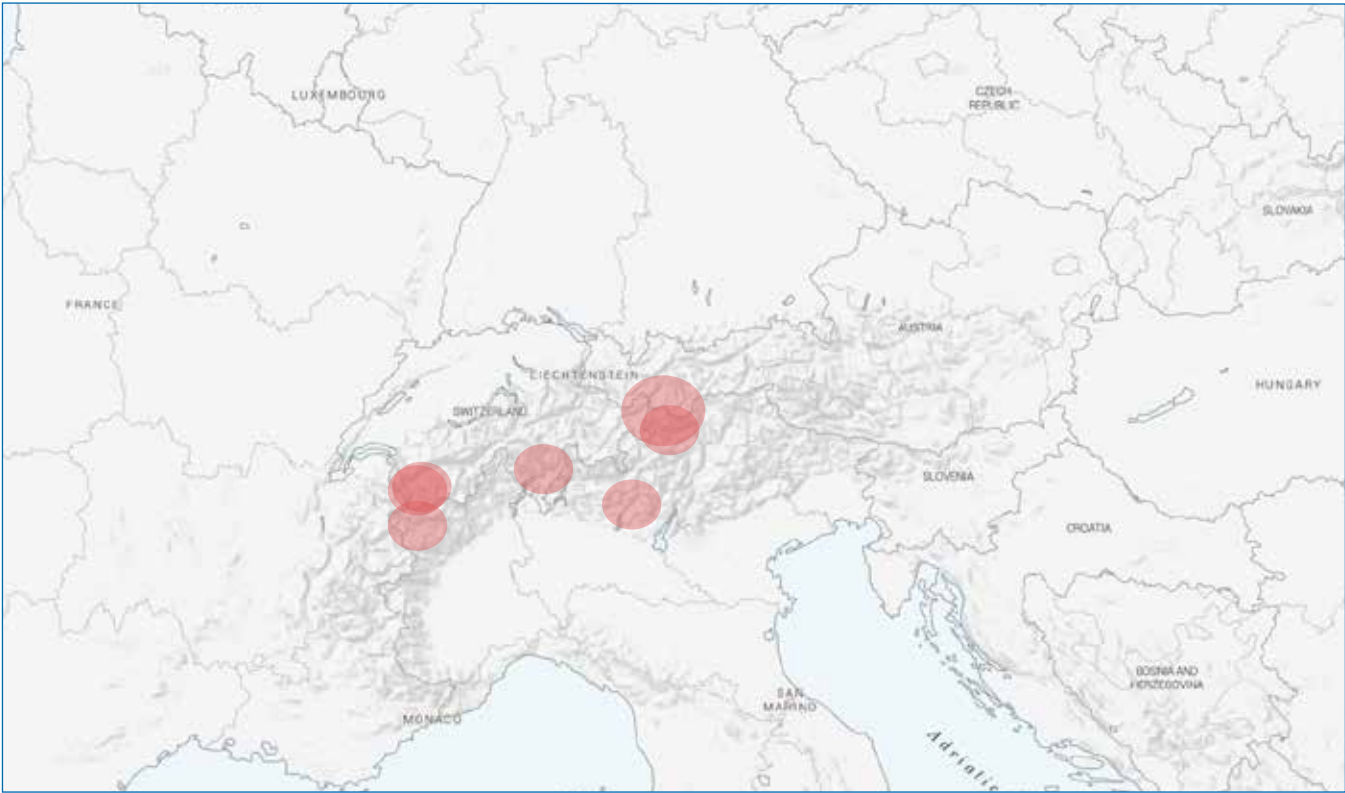 LUXEMBOURG
CZECH
REPUBLIC
SLOVAKIA
FRANCE
AUSTRIA
LIECHTENSTEIN
HUNGARY
SWITZERLAND
SLOVENIA
CROATIA
BOSNIA AND
HERZEGOVINA
SAN
MARINO
MONACO
Adriatic